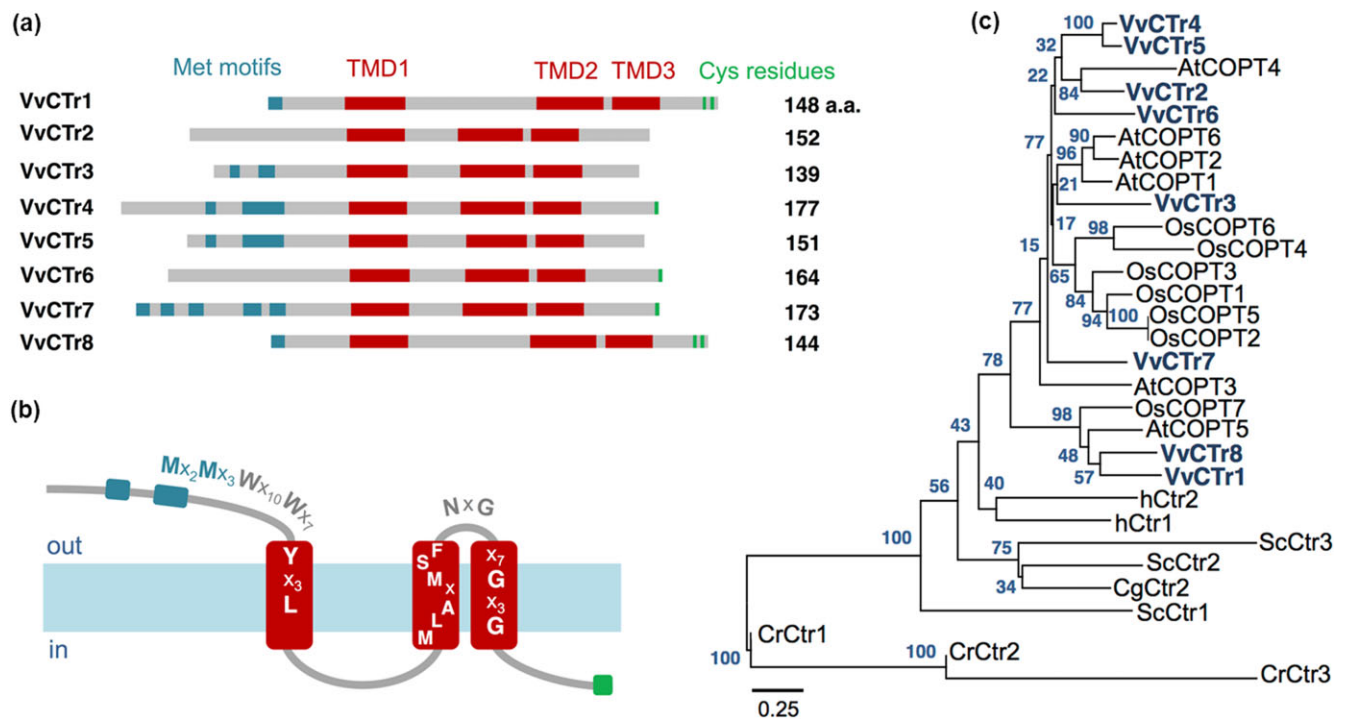 (a)
Met motifs TMD1 TMD2 TMD3 Cys residues
VvCTr1 148 a.a.
VvCTr2 152
VvCTr3 139
VvCTr4 177
VvCTr5 151
VvCTr6 164
VvCTr7 173
VvCTr8 144
(b)
Mx2Mx3Wx10Wx7
NxG
out
in
Y
x3
L
F
S
M
x
A
L
M
x7
G
x3
G
(c)
100 VvCTr4
32 VvCTr5
22 AtCOPT4
84 VvCTr2
VvCTr6
77 90 AtCOPT6
96 AtCOPT2
21 AtCOPT1
VvCTr3
17 98 OsCOPT6
15 OsCOPT4
65 OsCOPT3
84 OsCOPT1
94 100 OsCOPT5
77 OsCOPT2
VvCTr7
78 AtCOPT3
98 OsCOPT7
43 AtCOPT5
48 VvCTr8
57 VvCTr1
56 40 hCtr2
hCtr1
100 75 ScCtr3
ScCtr2
34 CgCtr2
ScCtr1
CrCtr1
100 100 CrCtr2
CrCtr3
0.25